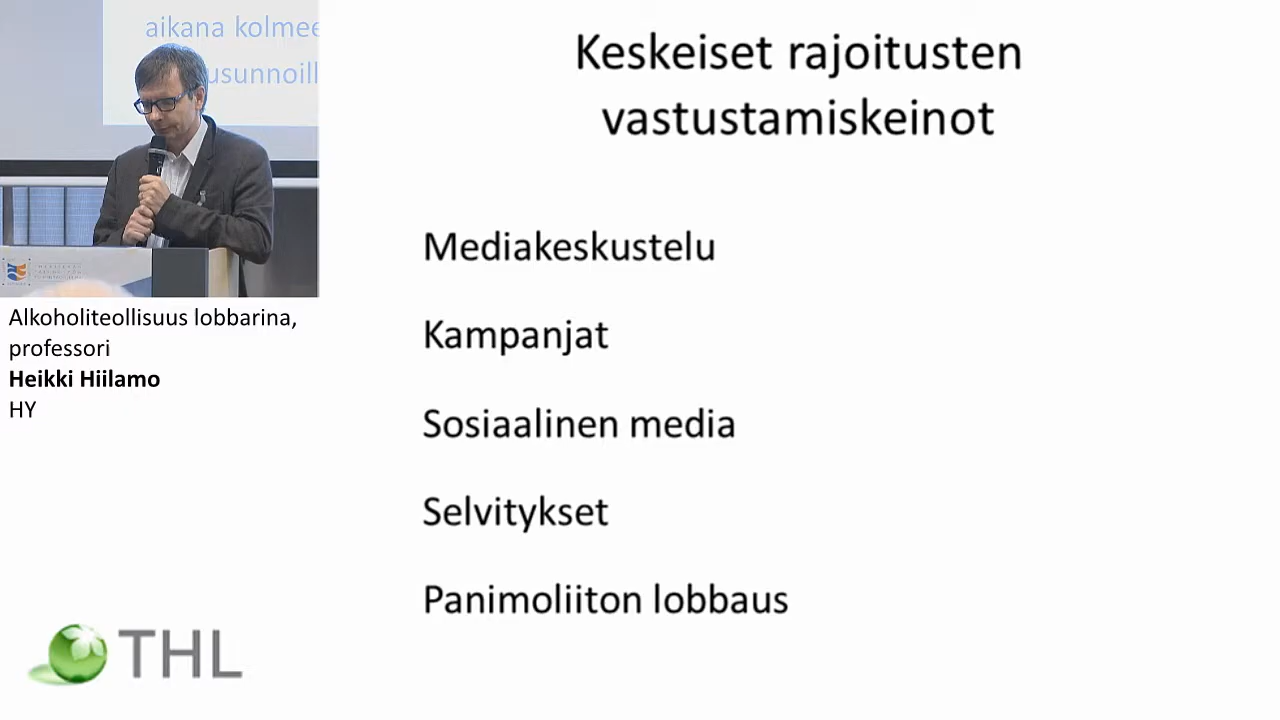 aikana kolmee
usunnoill
Alkoholiteollisuus lobbarina,
professori
Heikki Hiilamo
HY
THL
Keskeiset rajoitusten
vastustamiskeinot
Mediakeskustelu
Kampanjat
Sosiaalinen media
Selvitykset
Panimoliiton lobbaus